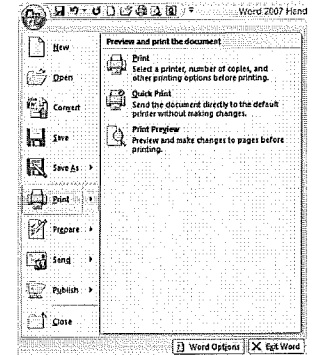 Word 2007 Hand
New
Open
Convert
Save
Save As
Print
Prepare
Send
Publish
Close
Preview and print the document
Print
Select a printer, number of copies, and
other printing options before printing.
Quick Print
Send the document directly to the default
printer without making changes.
Print Preview
Preview and make changes to pages before
printing.
Word Options
Exit Word